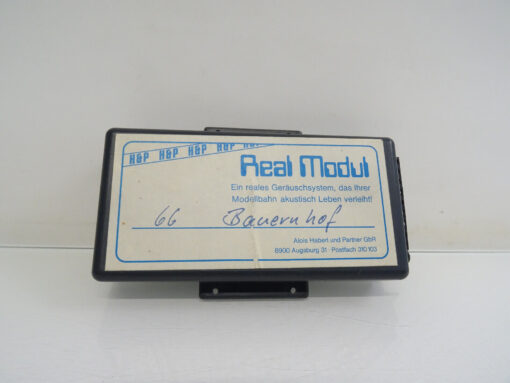 H&P H&P H&P H&P H&P
Real Modul
Ein reales Geräuschsystem, das Ihrer
Modellbahn akustisch Leben verleiht!
66 Bauernhof
Alois Haberl und Partner GbR
8900 Augsburg 31 · Postfach 310103